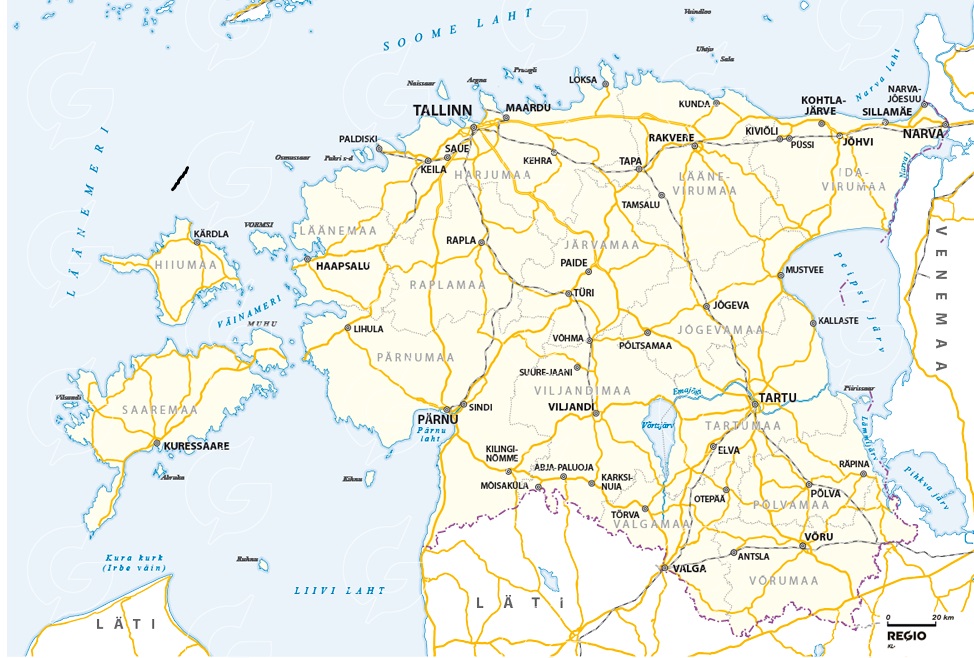 SOOME LAHT
Vaindloo
Uhtju
Sala
Prangli
Aegna
Naissaar
LOKSA
KUNDA
TALLINN
MAARDU
KOHTLA-
JÄRVE
SILLAMÄE
NARVA-
JÕESUU
Narva laht
NARVA
Narva
PALDISKI
Pakri s-d
Osmussaar
SAUE
KEILA
HARJUMAA
KEHRA
RAKVERE
KIVIÕLI
PÜSSI
JÕHVI
TAPA
LÄÄNE-
VIRUMAA
IDA-
VIRUMAA
TAMSALU
LÄÄNEMERI
VORMSI
KÄRDLA
HIIUMAA
LÄÄNEMAA
HAAPSALU
RAPLA
JÄRVAMAA
PAIDE
RAPLAMAA
TÜRI
MUSTVEE
Peipsi järv
VENEMAA
VÄINAMERI
MUHU
LIHULA
JÕGEVA
KALLASTE
VÕHMA
PÕLTSAMAA
JÕGEVAMAA
PÄRNUMAA
SUURE-JAANI
VILJANDIMAA
Emajõgi
Piirissaar
TARTU
Vilsandi
SAAREMAA
SINDI
PÄRNU
Pärnu
laht
VILJANDI
Võrtsjärv
TARTUMAA
Lämmijärv
KURESSAARE
ELVA
KILINGI-
NÕMME
ABJA-PALUOJA
RÄPINA
Pihkva järv
Abruka
Kihnu
MÕISAKÜLA
KARKSI-
NUIA
OTEPÄÄ
PÕLVA
PÕLVAMAA
TÕRVA
VALGAMAA
VÕRU
Kura kurk
(Irbe väin)
Ruhnu
ANTSLA
VALGA
VÕRUMAA
LIIVI LAHT
LÄTI
LÄTI
0 20 km
REGIO
KL